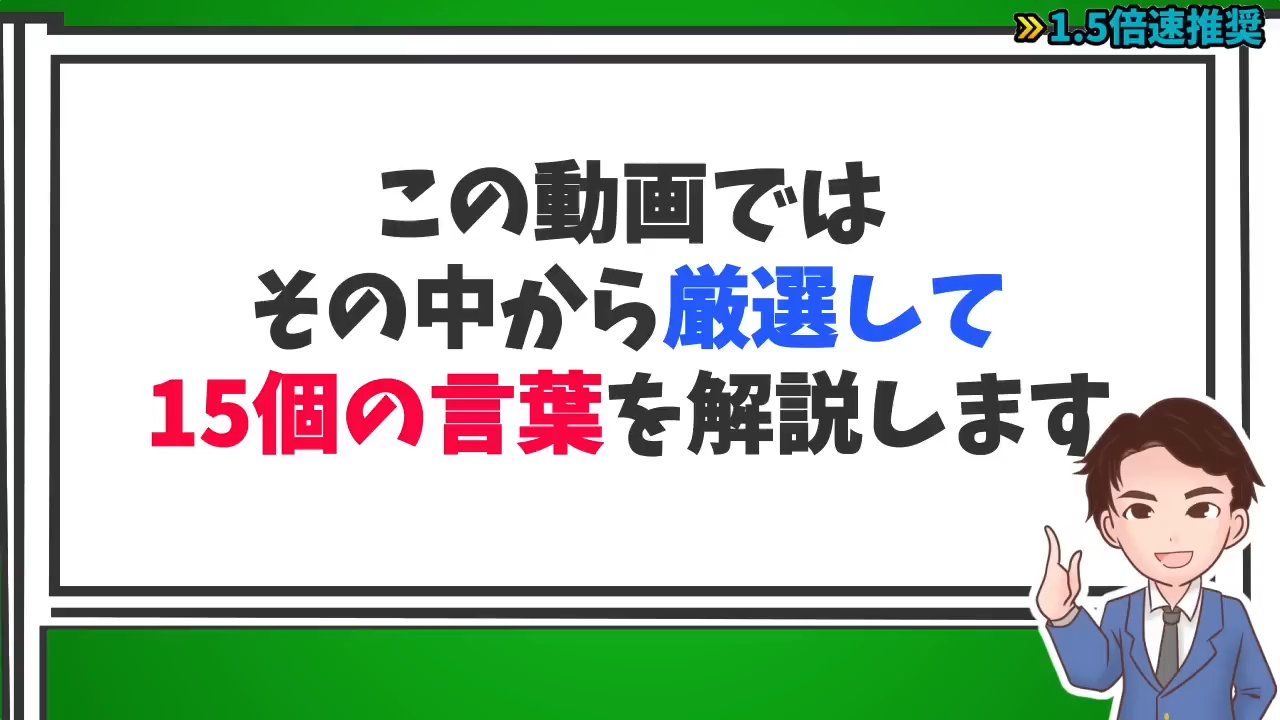 1.5倍速推奨
この動画では
その中から厳選して
15個の言葉を解説します